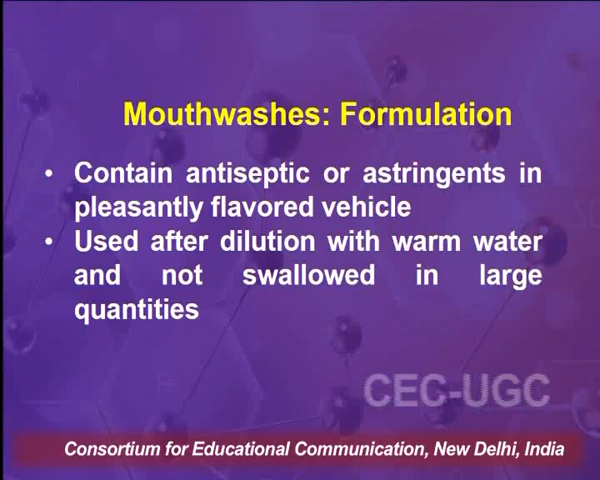 Mouthwashes: Formulation
• Contain antiseptic or astringents in
pleasantly flavored vehicle
• Used after dilution with warm water
and not swallowed in large
quantities
CEC-UGC
Consortium for Educational Communication, New Delhi, India